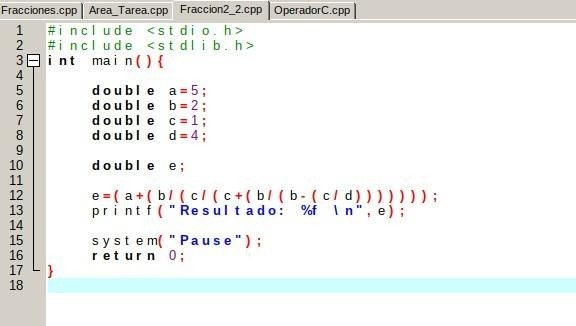 Fracciones.cpp Area_Tarea.cpp Fraccion2_2.cpp OperadorC.cpp
1 #include <stdio.h>
2 #include <stdlib.h>
3 int main(){
4
5 double a=5;
6 double b=2;
7 double c=1;
8 double d=4;
9
10 double e;
11
12 e=(a+(b/(c/(c+(b/(b-(c/d)))))));
13 printf("Resultado: %f \n",e);
14
15 system("Pause");
16 return 0;
17 }
18